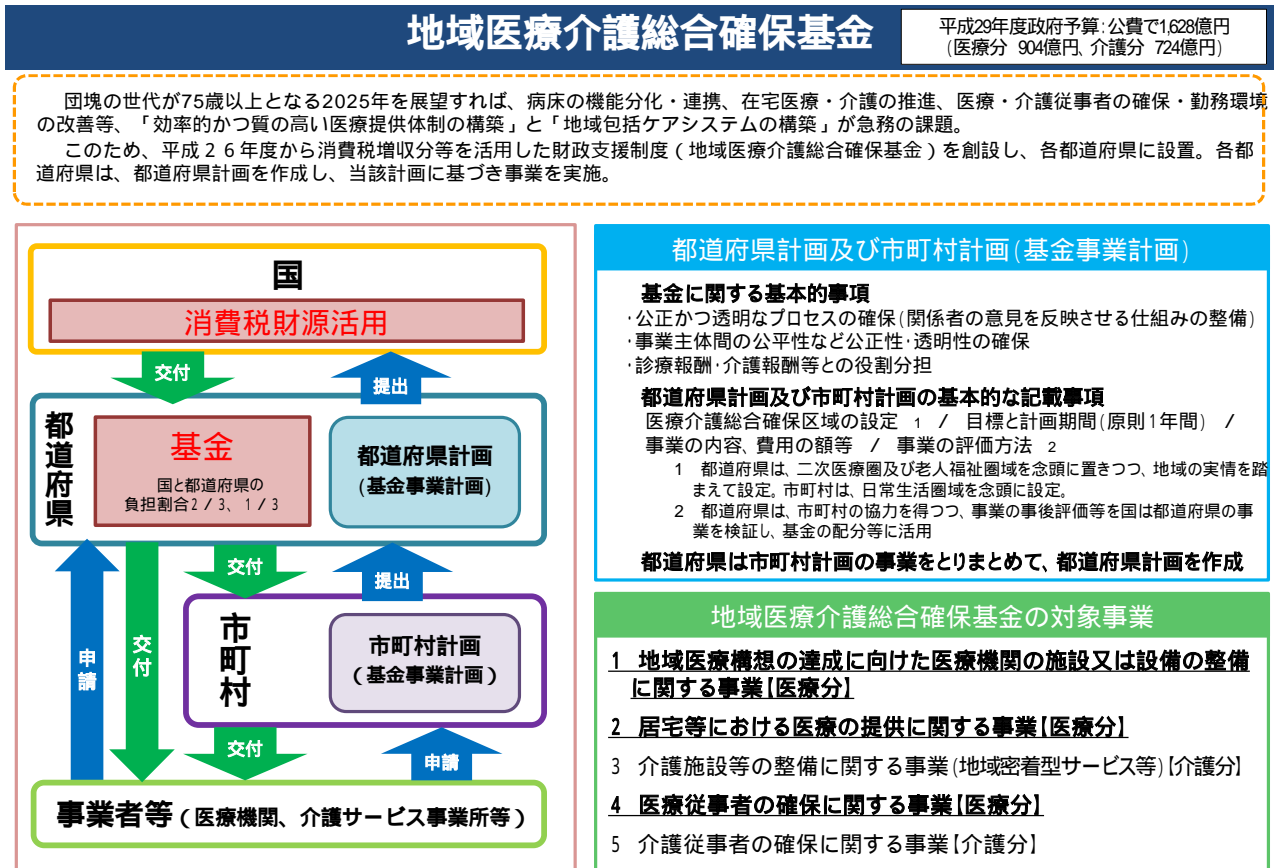 地域医療介護総合確保基金
平成29年度政府予算:公費で1,628億円
(医療分 904億円、介護分 724億円)
団塊の世代が75歳以上となる2025年を展望すれば、病床の機能分化・連携、在宅医療・介護の推進、医療・介護従事者の確保・勤務環境
の改善等、「効率的かつ質の高い医療提供体制の構築」と「地域包括ケアシステムの構築」が急務の課題。
このため、平成26年度から消費税増収分等を活用した財政支援制度(地域医療介護総合確保基金)を創設し、各都道府県に設置。各都
道府県は、都道府県計画を作成し、当該計画に基づき事業を実施。
国
消費税財源活用
交付
提出
都道府県
基金
国と都道府県の
負担割合2/3、1/3
都道府県計画
(基金事業計画)
申請
交付
交付
提出
市町村
市町村計画
(基金事業計画)
交付
申請
事業者等(医療機関、介護サービス事業所等)
都道府県計画及び市町村計画(基金事業計画)
基金に関する基本的事項
・公正かつ透明なプロセスの確保(関係者の意見を反映させる仕組みの整備)
・事業主体間の公平性など公正性・透明性の確保
・診療報酬・介護報酬等との役割分担
都道府県計画及び市町村計画の基本的な記載事項
医療介護総合確保区域の設定 1 / 目標と計画期間(原則1年間) /
事業の内容、費用の額等 / 事業の評価方法 2
1 都道府県は、二次医療圏及び老人福祉圏域を念頭に置きつつ、地域の実情を踏
まえて設定。市町村は、日常生活圏域を念頭に設定。
2 都道府県は、市町村の協力を得つつ、事業の事後評価等を国は都道府県の事
業を検証し、基金の配分等に活用
都道府県は市町村計画の事業をとりまとめて、都道府県計画を作成
地域医療介護総合確保基金の対象事業
1 地域医療構想の達成に向けた医療機関の施設又は設備の整備
に関する事業【医療分】
2 居宅等における医療の提供に関する事業【医療分】
3 介護施設等の整備に関する事業(地域密着型サービス等)【介護分】
4 医療従事者の確保に関する事業【医療分】
5 介護従事者の確保に関する事業【介護分】